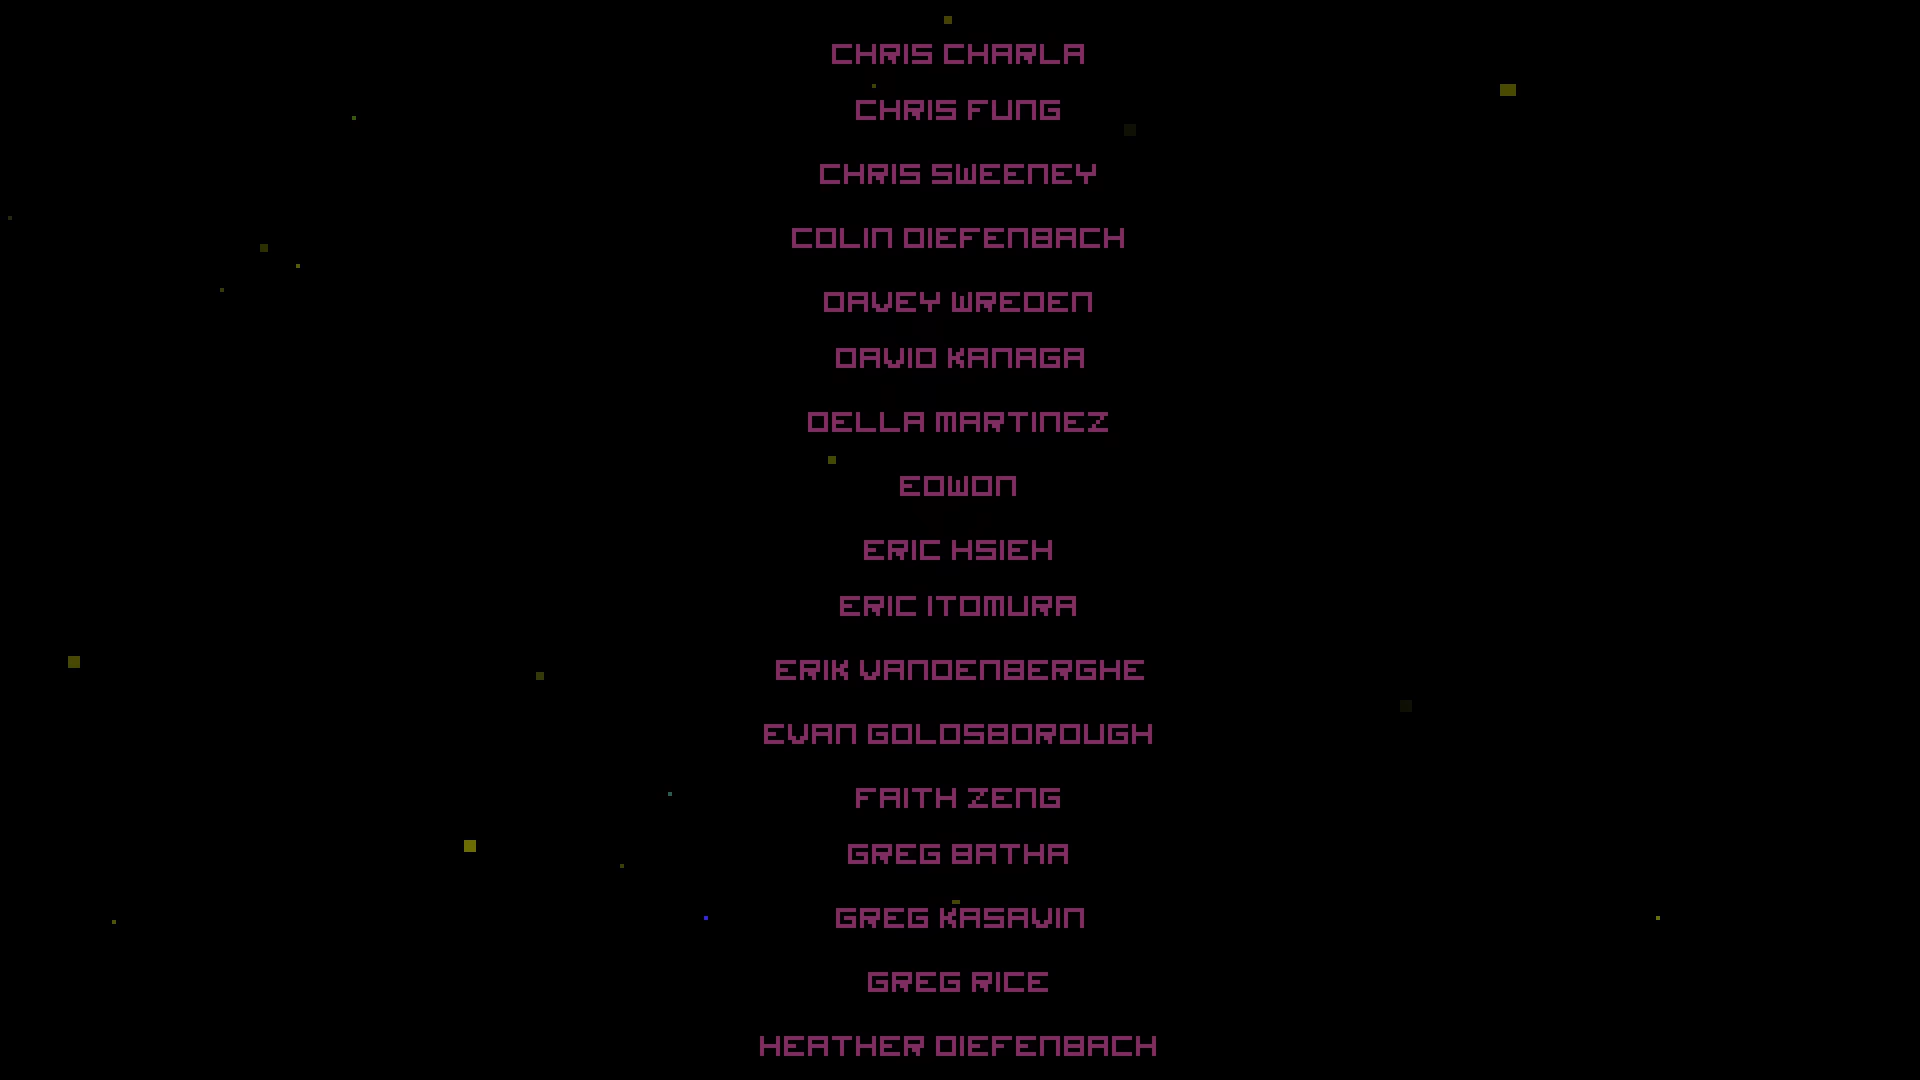 CHRIS CHARLA
CHRIS FUNG
CHRIS SWEENEY
COLIN DIEFENBACH
DAVEY WREDEN
DAVID KANAGA
DELLA MARTINEZ
EDWON
ERIC HSIEH
ERIC ITOMURA
ERIK VANDENBERGHE
EVAN GOLDSBOROUGH
FAITH ZENG
GREG BATHA
GREG KASAVIN
GREG RICE
HEATHER DIEFENBACH